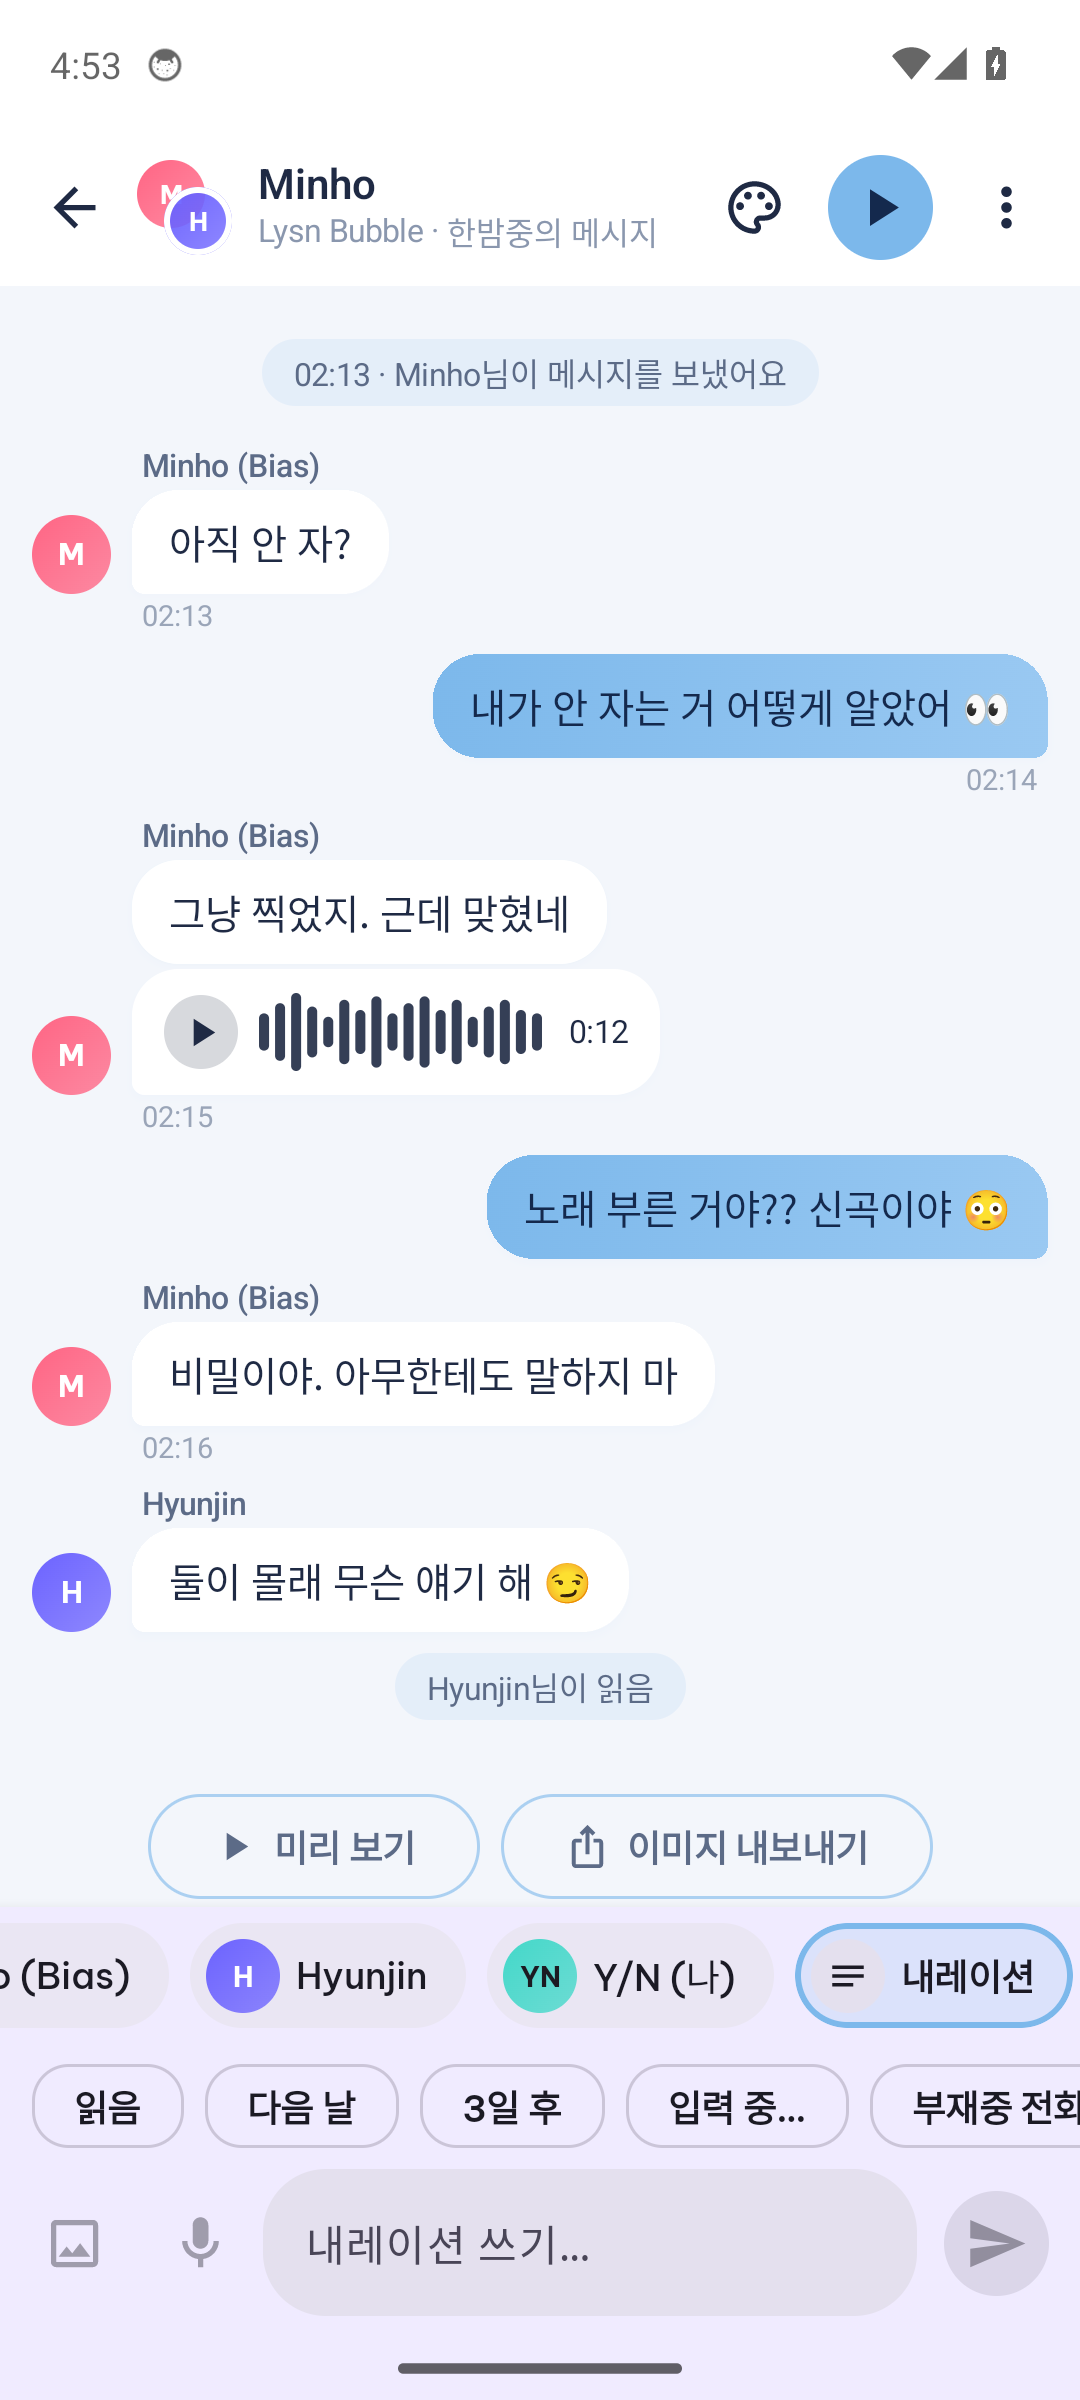 4:53
M
H
Minho
Lysn Bubble · 한밤중의 메시지
02:13 · Minho님이 메시지를 보냈어요
Minho (Bias)
M
아직 안 자?
02:13
내가 안 자는 거 어떻게 알았어 👀
02:14
Minho (Bias)
그냥 찍었지. 근데 맞혔네
M
0:12
02:15
노래 부른 거야?? 신곡이야 😳
Minho (Bias)
M
비밀이야. 아무한테도 말하지 마
02:16
Hyunjin
H
둘이 몰래 무슨 얘기 해 😏
Hyunjin님이 읽음
미리 보기
이미지 내보내기
o (Bias)
H
Hyunjin
YN
Y/N (나)
내레이션
읽음
다음 날
3일 후
입력 중...
부재중 전화
내레이션 쓰기...